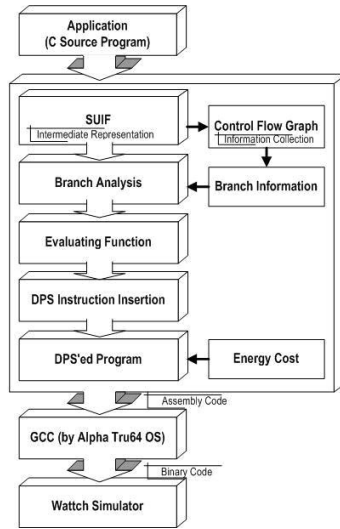 Application
(C Source Program)
SUIF
Intermediate Representation
Control Flow Graph
Information Collection
Branch Analysis
Branch Information
Evaluating Function
DPS Instruction Insertion
DPS'ed Program
Energy Cost
Assembly Code
GCC (by Alpha Tru64 OS)
Binary Code
Wattch Simulator